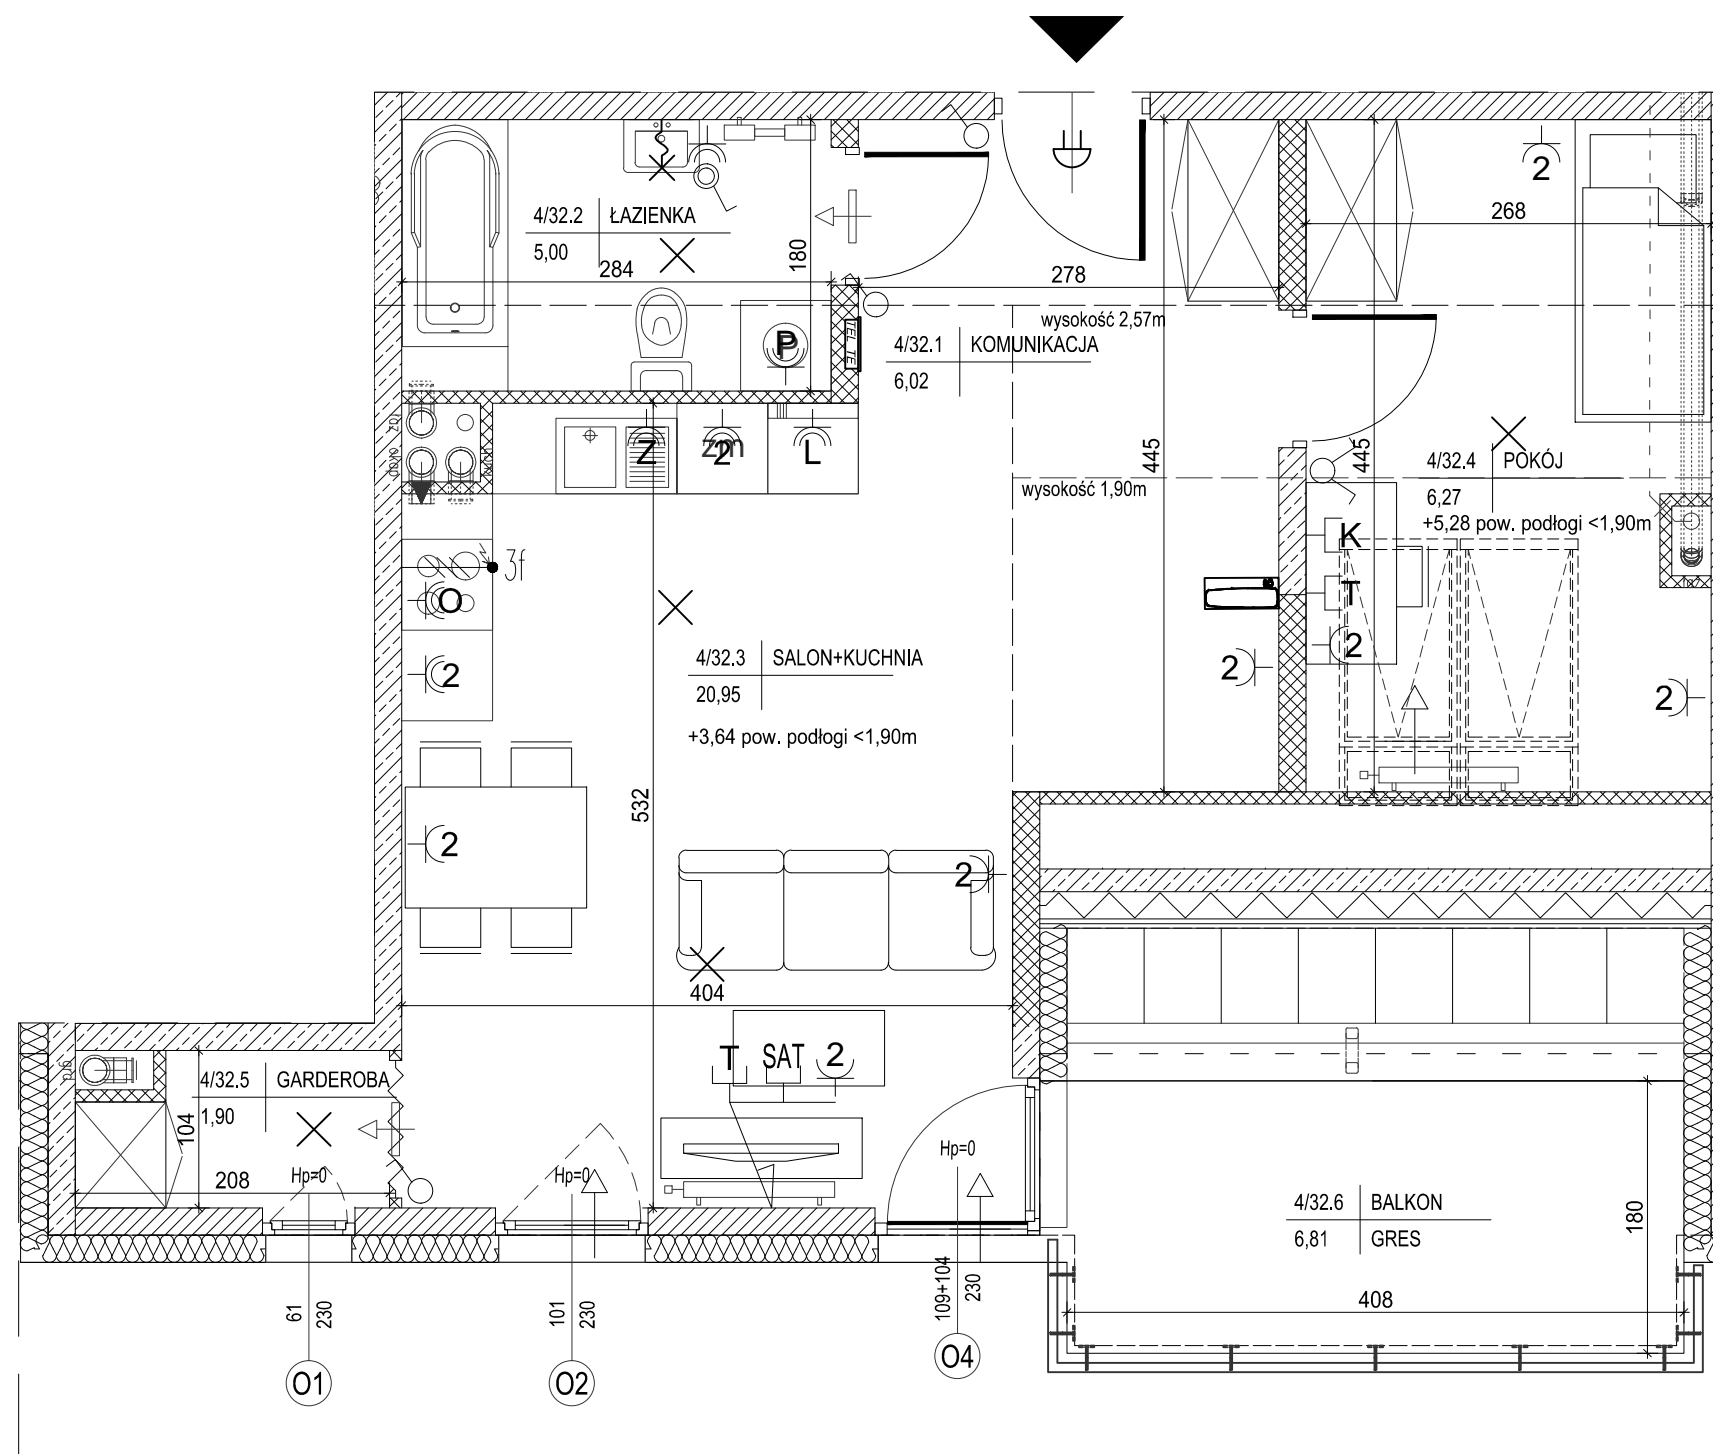 4/32.2 ŁAZIENKA
5,00
284
180
278
268
wysokość 2,57m
4/32.1 KOMUNIKACJA
6,02
TEL TE
P
2
Z
zm
2
L
445
445
wysokość 1,90m
4/32.4 POKÓJ
6,27
+5,28 pow. podłogi <1,90m
3f
O
K
T
2
2
2
2
4/32.3 SALON+KUCHNIA
20,95
+3,64 pow. podłogi <1,90m
532
2
2
404
T SAT 2
4/32.5 GARDEROBA
1,90
104
208
Hp=0
Hp=0
Hp=0
4/32.6 BALKON
6,81 GRES
180
408
61
230
101
230
109+104
230
O1
O2
O4